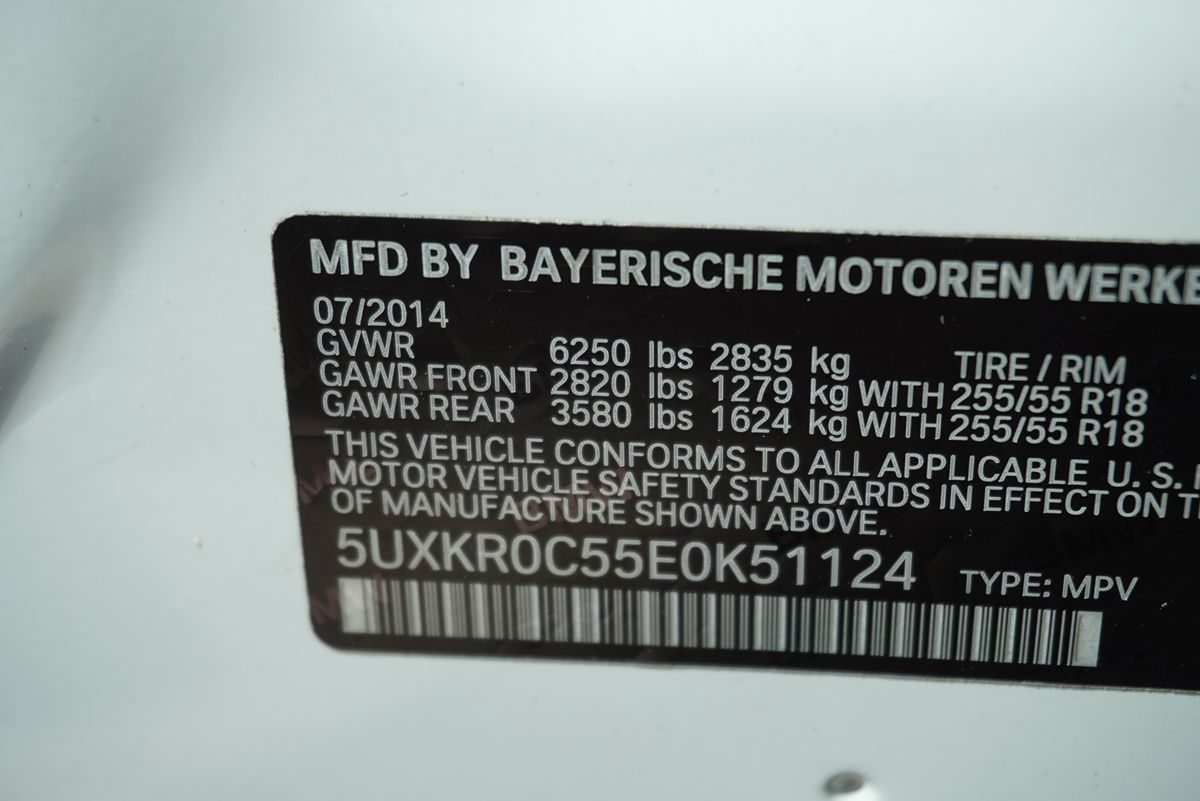 MFD BY BAYERISCHE MOTOREN WERKE
07/2014
GVWR 6250 lbs 2835 kg TIRE / RIM
GAWR FRONT 2820 lbs 1279 kg WITH 255/55 R18
GAWR REAR 3580 lbs 1624 kg WITH 255/55 R18
THIS VEHICLE CONFORMS TO ALL APPLICABLE U. S.
MOTOR VEHICLE SAFETY STANDARDS IN EFFECT ON
OF MANUFACTURE SHOWN ABOVE.
5UXKR0C55E0K51124 TYPE: MPV